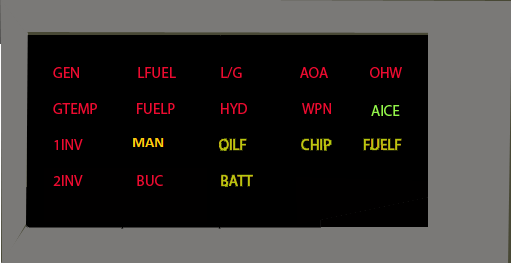 GEN LFUEL L/G AOA OHW
GTEMP FUELP HYD WPN AICE
1INV MAN OILF CHIP FUELF
2INV BUC BATT